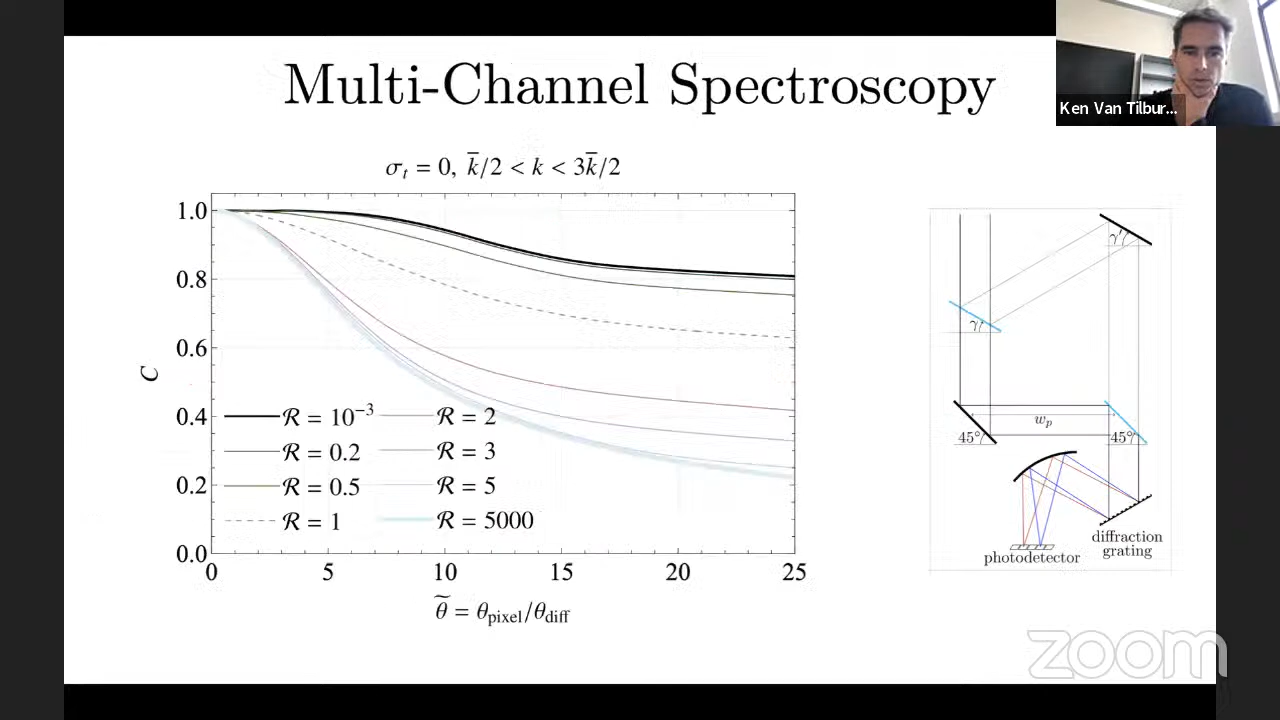 Multi-Channel Spectroscopy
Ken Van Tilbur...
σ_t = 0, k̄/2 < k < 3k̄/2
1.0
0.8
0.6
0.4
0.2
0.0
C
ℛ = 10⁻³
ℛ = 0.2
ℛ = 0.5
ℛ = 1
ℛ = 2
ℛ = 3
ℛ = 5
ℛ = 5000
0 5 10 15 20 25
θ̃ = θ_pixel/θ_diff
γ'
γ
w_p
45° 45°
diffraction
grating
photodetector
zoom